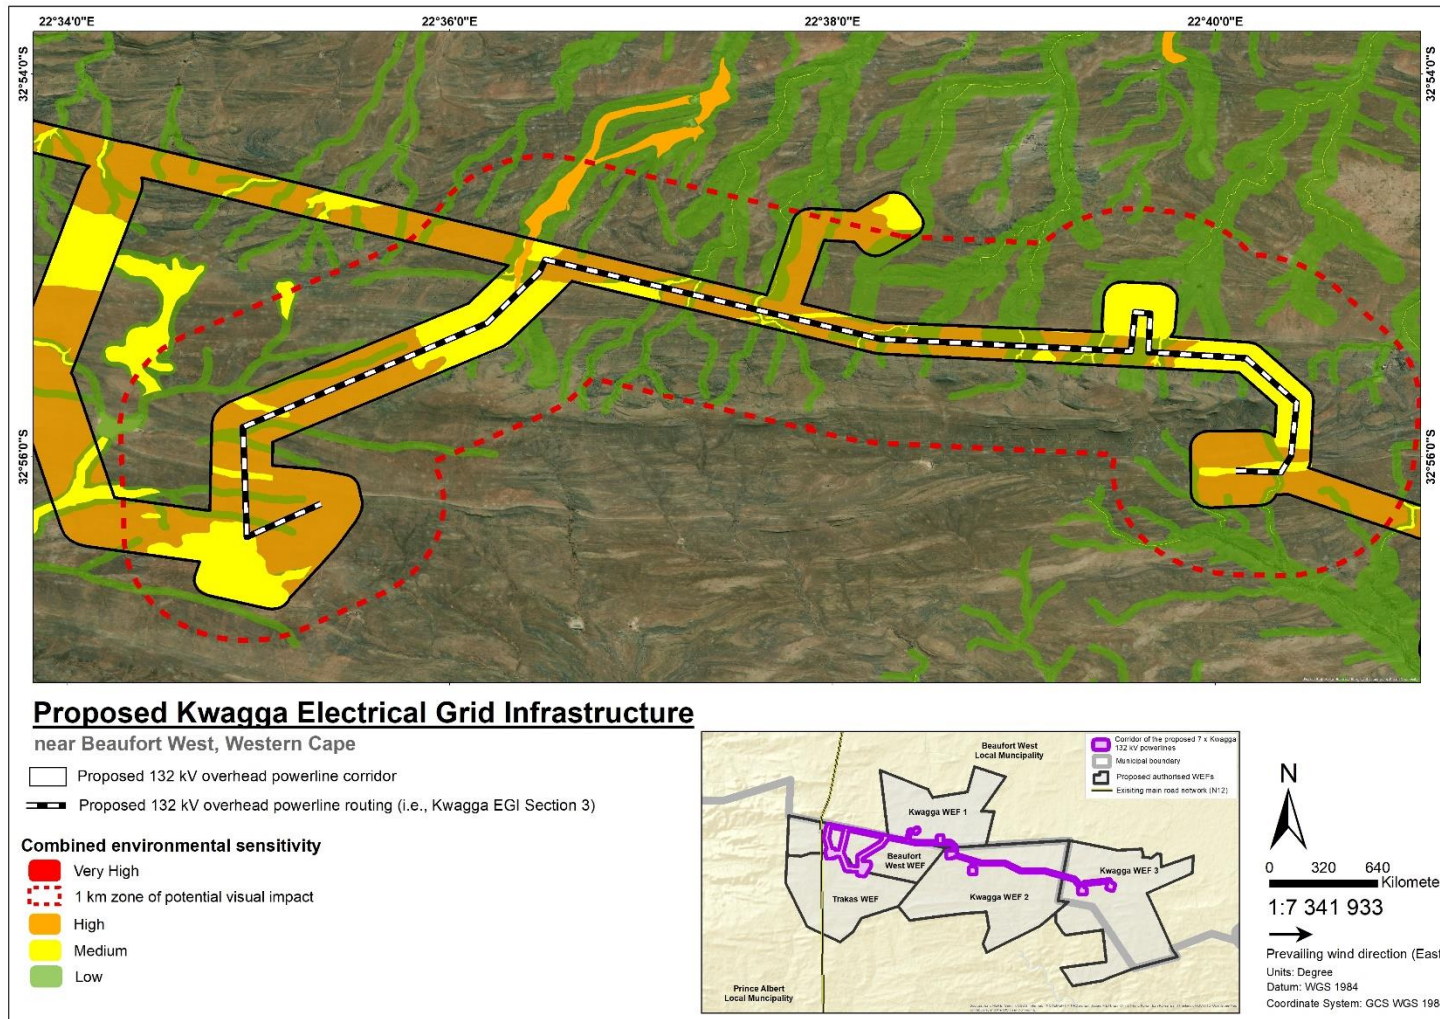 22°34'0"E
22°36'0"E
22°38'0"E
22°40'0"E
32°54'0"S
32°54'0"S
32°56'0"S
32°56'0"S
Proposed Kwagga Electrical Grid Infrastructure
near Beaufort West, Western Cape
Proposed 132 kV overhead powerline corridor
Proposed 132 kV overhead powerline routing (i.e., Kwagga EGI Section 3)
Combined environmental sensitivity
Very High
1 km zone of potential visual impact
High
Medium
Low
Beaufort West
Local Municpality
Corridor of the proposed 7 x Kwagga
132 kV powerlines
Municipal boundary
Proposed authorised WEFs
Exisiting main road network (N12)
Kwagga WEF 1
Beaufort
West WEF
Kwagga WEF 3
Trakas WEF
Kwagga WEF 2
Prince Albert
Local Muncipality
N
0 320 640
Kilomete
1:7 341 933
Prevailing wind direction (East
Units: Degree
Datum: WGS 1984
Coordinate System: GCS WGS 198